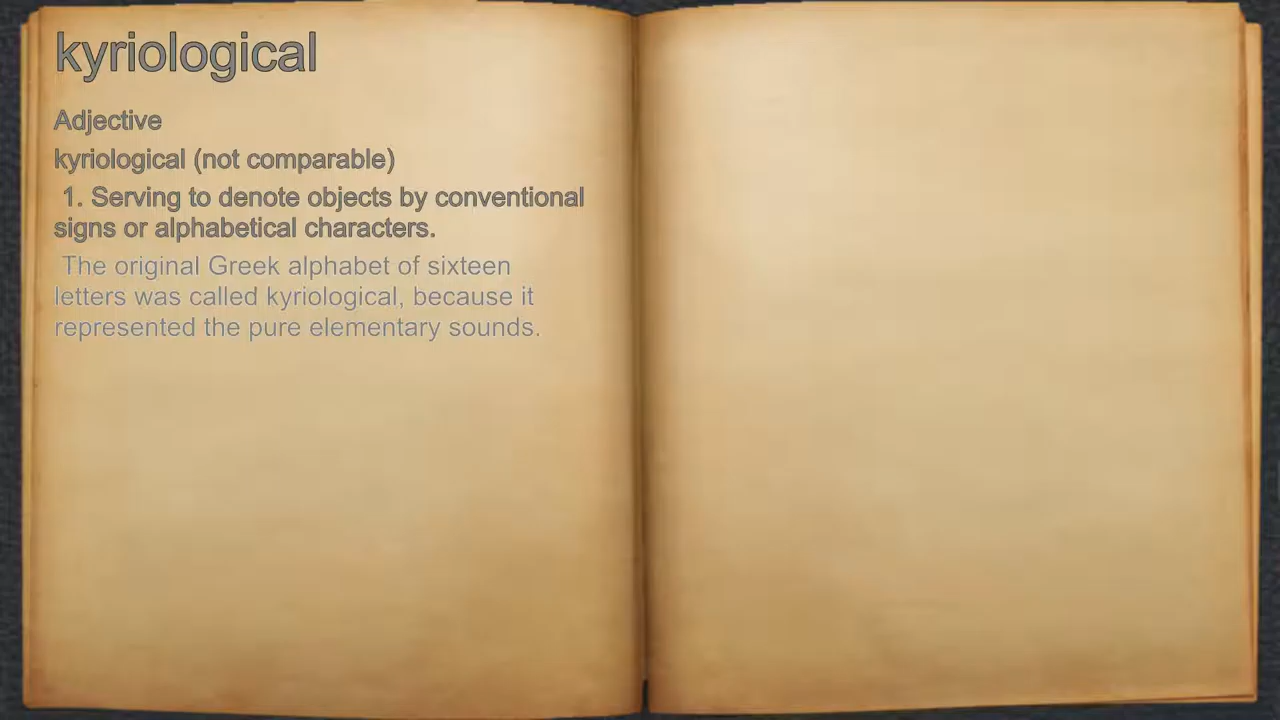 kyriological
Adjective
kyriological (not comparable)
1. Serving to denote objects by conventional
signs or alphabetical characters.
The original Greek alphabet of sixteen
letters was called kyriological, because it
represented the pure elementary sounds.